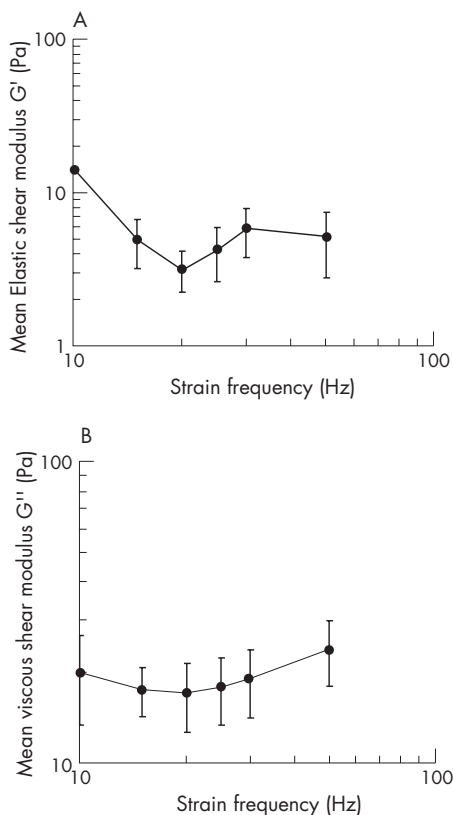 A
Mean Elastic shear modulus G' (Pa)
100
10
1
10
100
Strain frequency (Hz)
B
Mean viscous shear modulus G'' (Pa)
100
10
10
100
Strain frequency (Hz)